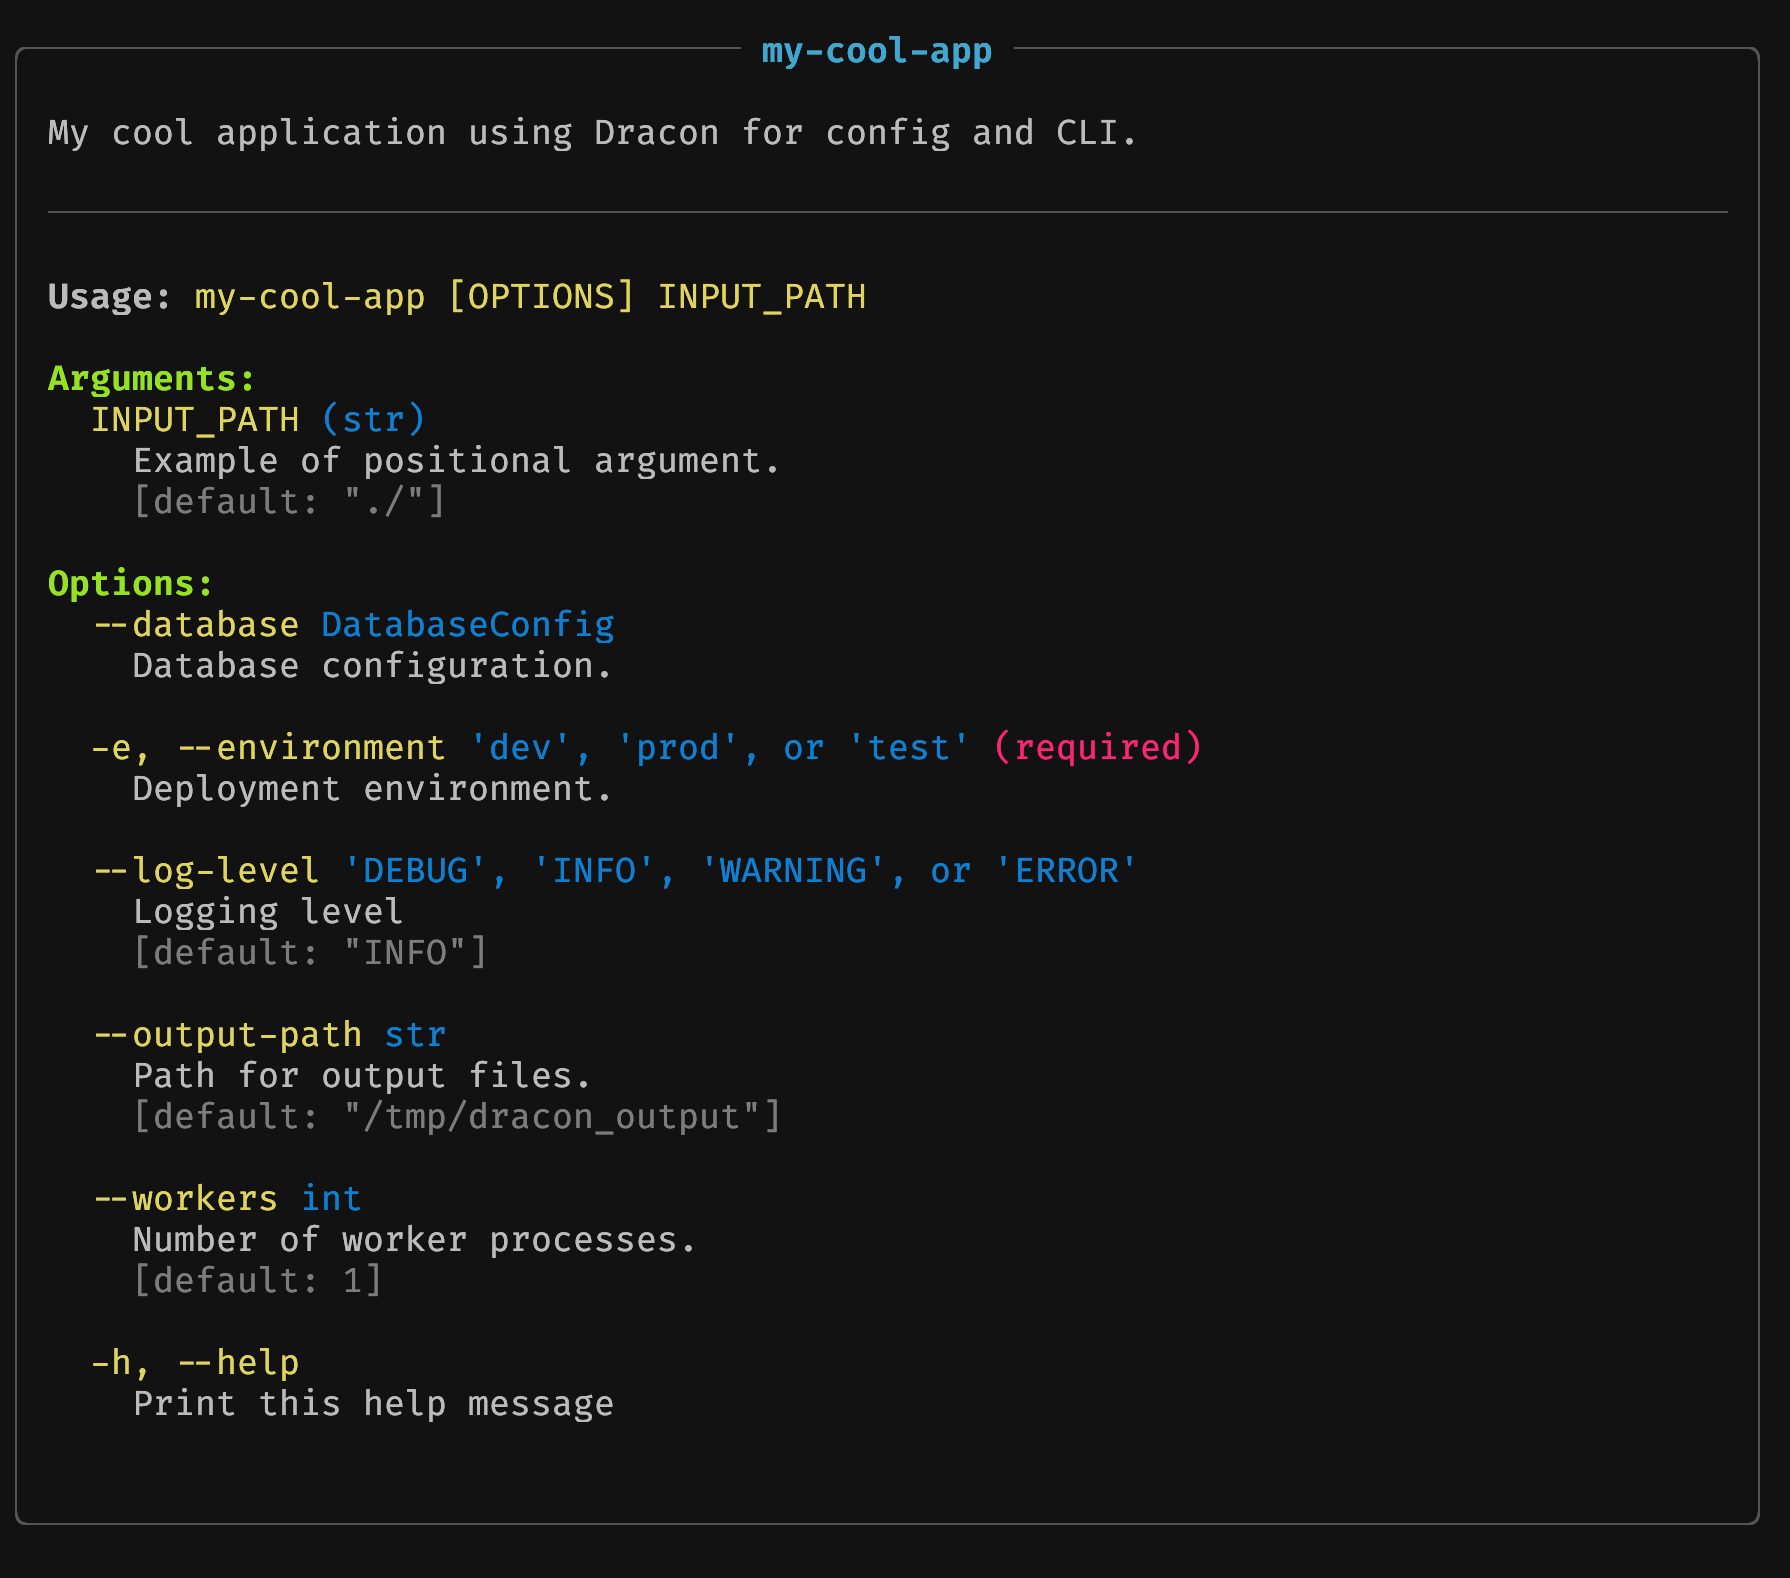 my-cool-app
My cool application using Dracon for config and CLI.
Usage: my-cool-app [OPTIONS] INPUT_PATH
Arguments:
INPUT_PATH (str)
Example of positional argument.
[default: "./"]
Options:
--database DatabaseConfig
Database configuration.
-e, --environment 'dev', 'prod', or 'test' (required)
Deployment environment.
--log-level 'DEBUG', 'INFO', 'WARNING', or 'ERROR'
Logging level
[default: "INFO"]
--output-path str
Path for output files.
[default: "/tmp/dracon_output"]
--workers int
Number of worker processes.
[default: 1]
-h, --help
Print this help message